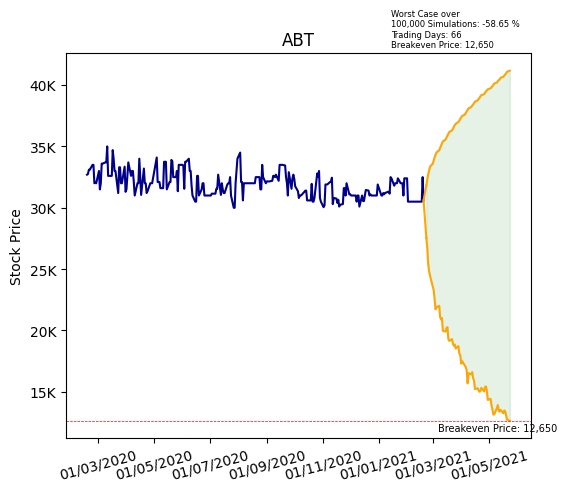 Worst Case over
100,000 Simulations: -58.65 %
Trading Days: 66
Breakeven Price: 12,650
ABT
40K
35K
30K
25K
20K
15K
Stock Price
Breakeven Price: 12,650
01/03/2020
01/05/2020
01/07/2020
01/09/2020
01/11/2020
01/01/2021
01/03/2021
01/05/2021